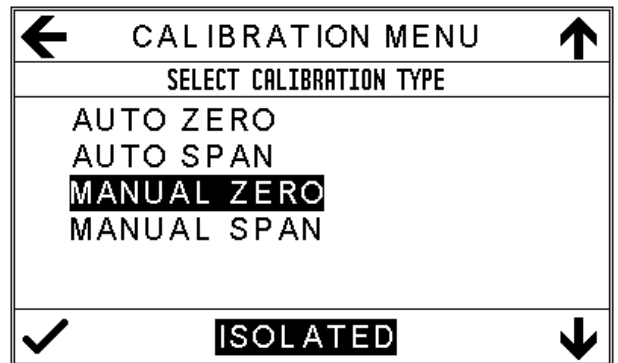 CALIBRATION MENU
SELECT CALIBRATION TYPE
AUTO ZERO
AUTO SPAN
MANUAL ZERO
MANUAL SPAN
ISOLATED